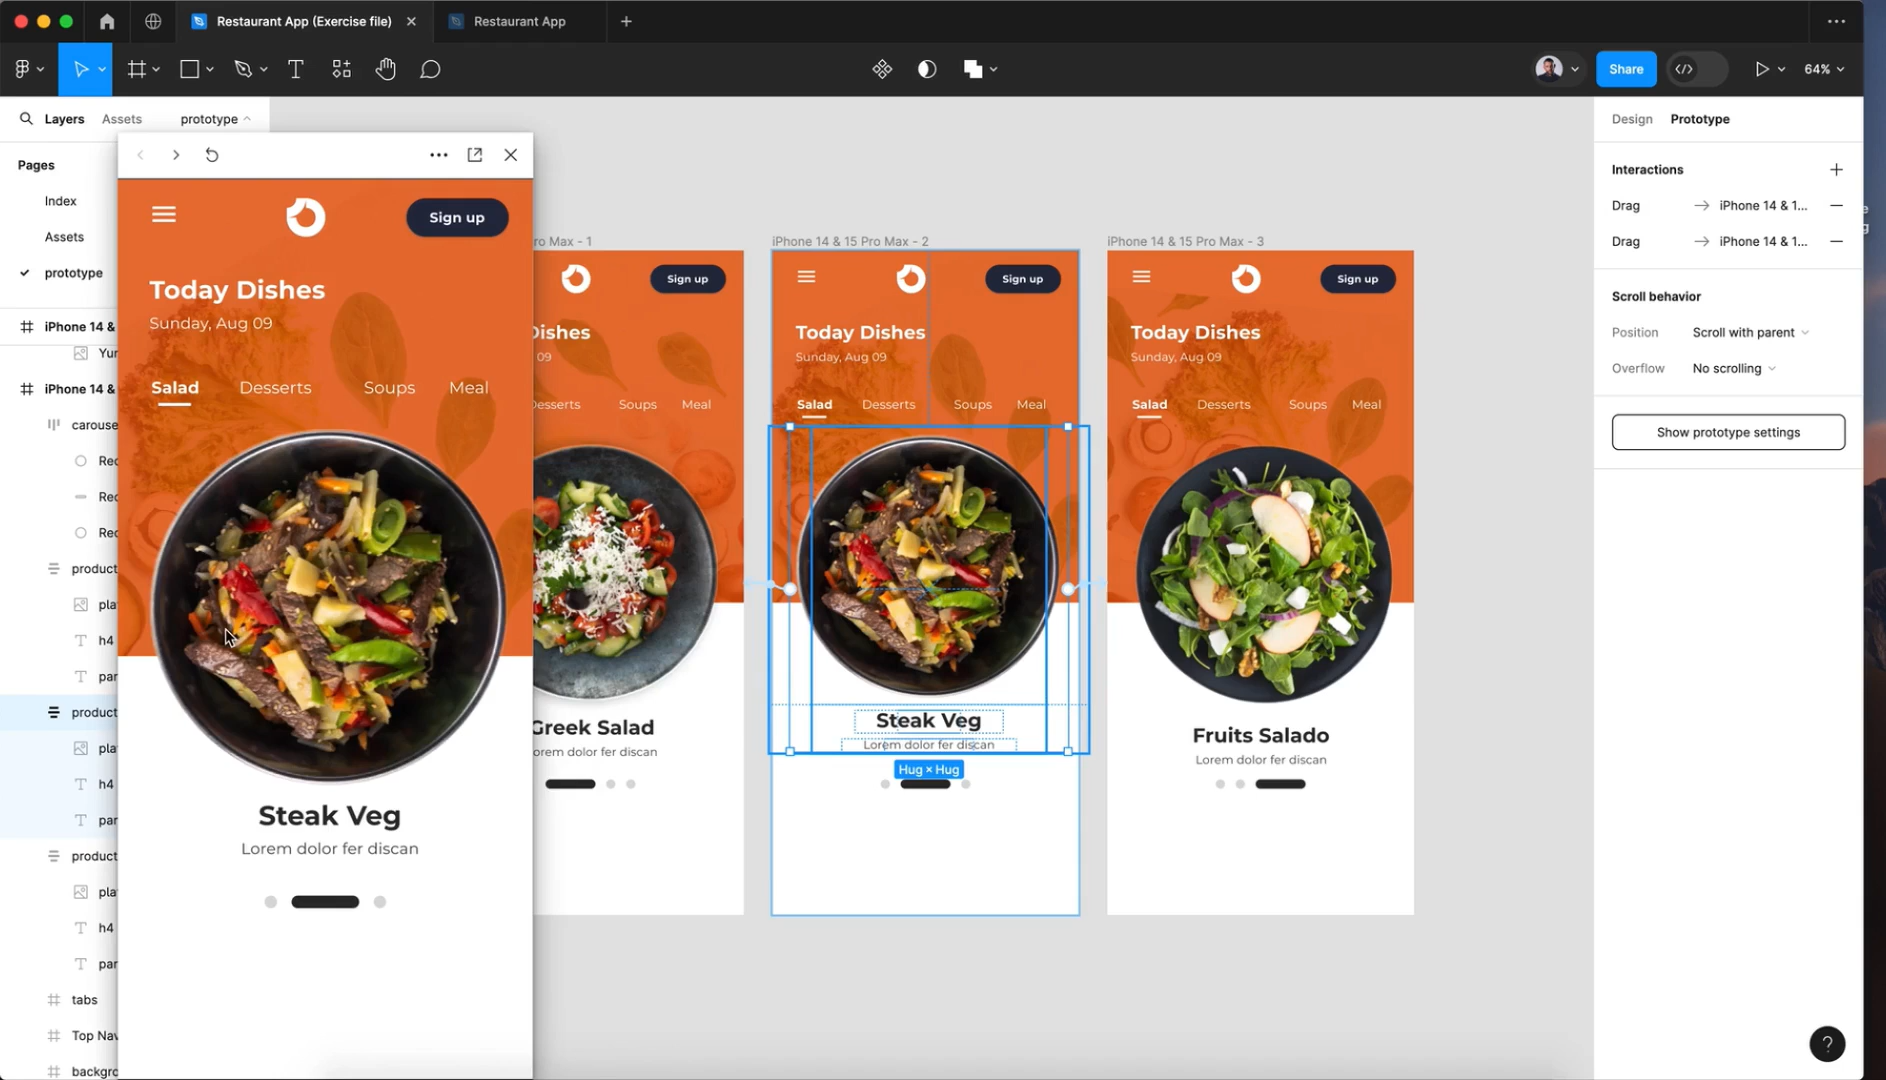 Restaurant App (Exercise file)
Restaurant App
Share
64%
Layers
Assets
prototype
Pages
Index
Assets
prototype
iPhone 14 &
Yur
iPhone 14 &
carouse
Rec
Rec
Rec
product
pla
h4
par
product
pla
h4
par
product
pla
h4
par
tabs
Top Nav
backgro
Sign up
Today Dishes
Sunday, Aug 09
Salad
Desserts
Soups
Meal
Steak Veg
Lorem dolor fer discan
ro Max - 1
Sign up
Dishes
09
Desserts
Soups
Meal
Greek Salad
orem dolor fer discan
iPhone 14 & 15 Pro Max - 2
Sign up
Today Dishes
Sunday, Aug 09
Salad
Desserts
Soups
Meal
Steak Veg
Lorem dolor fer discan
Hug × Hug
iPhone 14 & 15 Pro Max - 3
Sign up
Today Dishes
Sunday, Aug 09
Salad
Desserts
Soups
Meal
Fruits Salado
Lorem dolor fer discan
Design
Prototype
Interactions
Drag
iPhone 14 & 1...
Drag
iPhone 14 & 1...
Scroll behavior
Position
Scroll with parent
Overflow
No scrolling
Show prototype settings
?